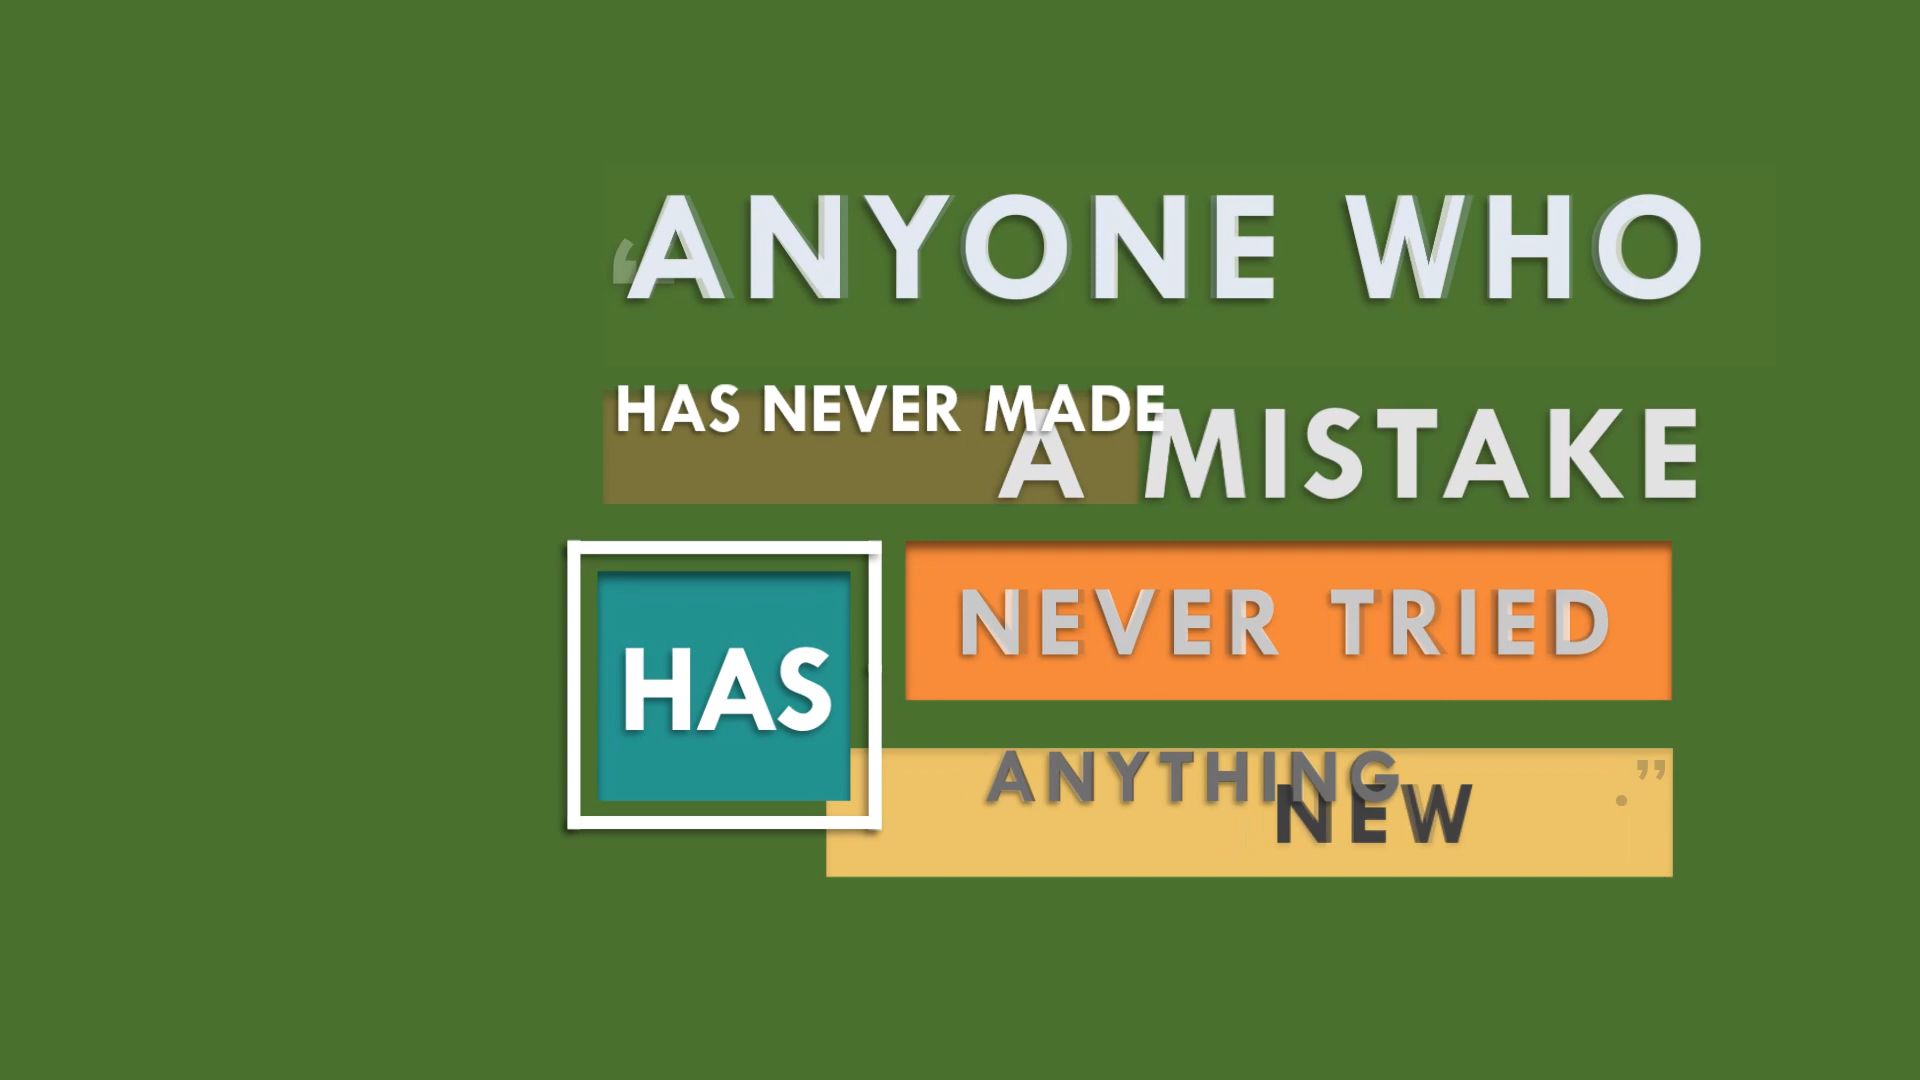 “ANYONE WHO
HAS NEVER MADE
A MISTAKE
HAS
NEVER TRIED
ANYTHING
NEW
.”